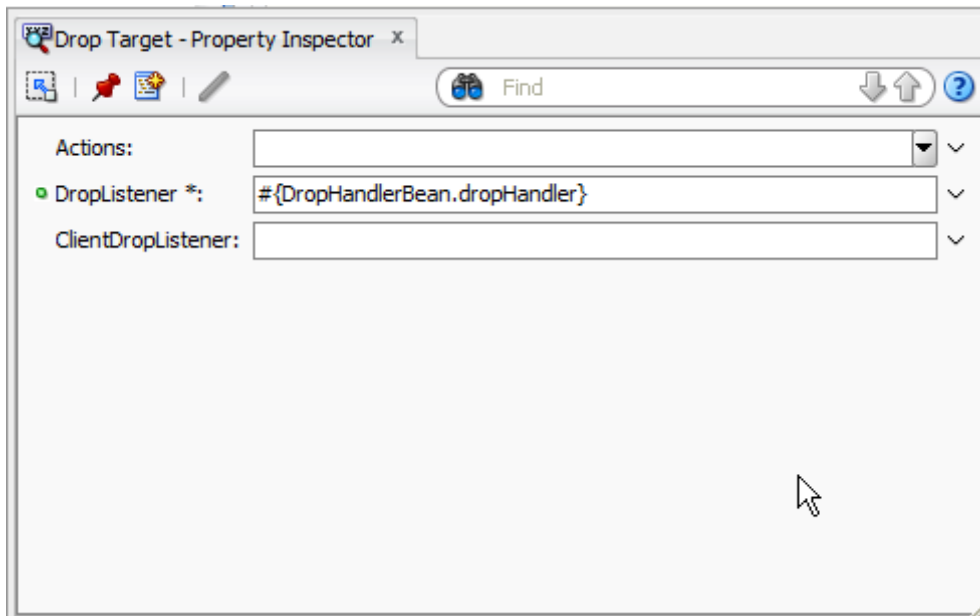 Drop Target - Property Inspector x
Find
Actions:
DropListener *: #{DropHandlerBean.dropHandler}
ClientDropListener: